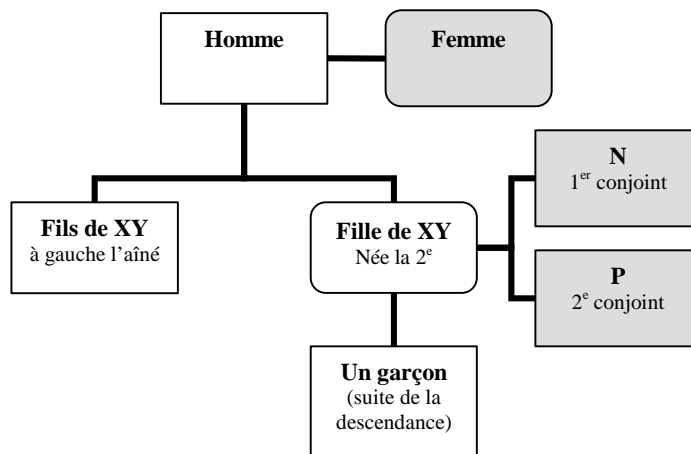 Homme
Femme
N
1er conjoint
Fils de XY
à gauche l’aîné
Fille de XY
Née la 2e
P
2e conjoint
Un garçon
(suite de la
descendance)